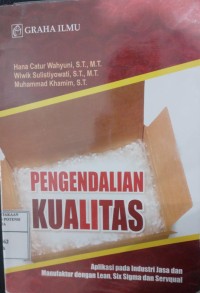 GRAHA ILMU
Hana Catur Wahyuni, S.T., M.T.
Wiwik Sulistiyowati, S.T., M.T.
Muhammad Khamim, S.T.
PENGENDALIAN
KUALITAS
Aplikasi pada Industri Jasa dan
Manufaktur dengan Lean, Six Sigma dan Servqual